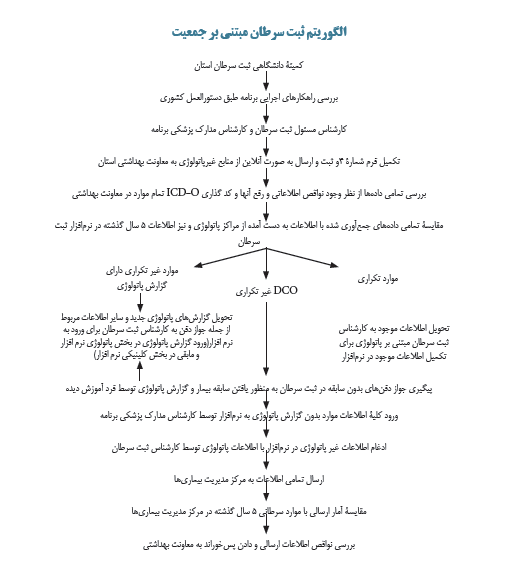 الگوریتم ثبت سرطان مبتنی بر جمعیت
کمیتۀ دانشگاهی ثبت سرطان استان
بررسی راهکارهای اجرایی برنامه طبق دستورالعمل کشوری
کارشناس مسئول ثبت سرطان و کارشناس مدارک پزشکی برنامه
تکمیل فرم شمارۀ ۳و ثبت و ارسال به صورت آنلاین از منابع غیرپاتولوژی به معاونت بهداشتی استان
بررسی تمامی داده‌ها از نظر وجود نواقص اطلاعاتی و رفع آنها و کد گذاری ICD-O تمام موارد در معاونت بهداشتی
مقایسۀ تمامی داده‌های جمع‌آوری شده با اطلاعات به دست آمده از مراکز پاتولوژی و نیز اطلاعات ۵ سال گذشته در نرم‌افزار ثبت
سرطان
موارد تکراری
DCO غیر تکراری
موارد غیر تکراری دارای
گزارش پاتولوژی
تحویل اطلاعات موجود به کارشناس
ثبت سرطان مبتنی بر پاتولوژی برای
تکمیل اطلاعات موجود در نرم‌افزار
تحویل گزارش‌های پاتولوژی جدید و سایر اطلاعات مربوط
از جمله جواز دفن به کارشناس ثبت سرطان برای ورود به
نرم افزار(ورود گزارش پاتولوژی در بخش پاتولوژی نرم افزار
و مابقی در بخش کلینیکی نرم افزار)
پیگیری جواز دفن‌های بدون سابقه در ثبت سرطان به منظور یافتن سابقه بیمار و گزارش پاتولوژی توسط فرد آموزش دیده
ورود کلیۀ اطلاعات موارد بدون گزارش پاتولوژی به نرم‌افزار توسط کارشناس مدارک پزشکی برنامه
ادغام اطلاعات غیر پاتولوژی در نرم‌افزار با اطلاعات پاتولوژی توسط کارشناس ثبت سرطان
ارسال تمامی اطلاعات به مرکز مدیریت بیماری‌ها
مقایسۀ آمار ارسالی با موارد سرطانی ۵ سال گذشته در مرکز مدیریت بیماری‌ها
بررسی نواقص اطلاعات ارسالی و دادن پس‌خوراند به معاونت بهداشتی